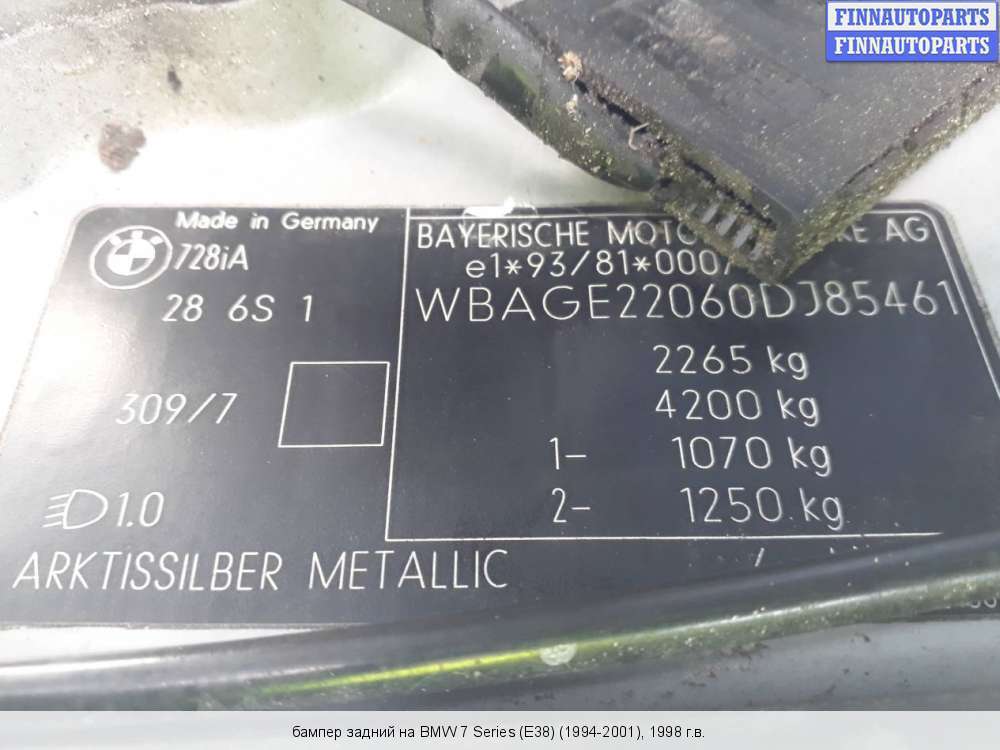 FINNAUTOPARTS
FINNAUTOPARTS
Made in Germany
BMW
728iA
28 6S 1
309/7
1.0
ARKTISSILBER METALLIC
BAYERISCHE AG
e1*93/81*000
WBAGE22060DJ85461
2265 kg
4200 kg
1- 1070 kg
2- 1250 kg
бампер задний на BMW 7 Series (E38) (1994-2001), 1998 г.в.